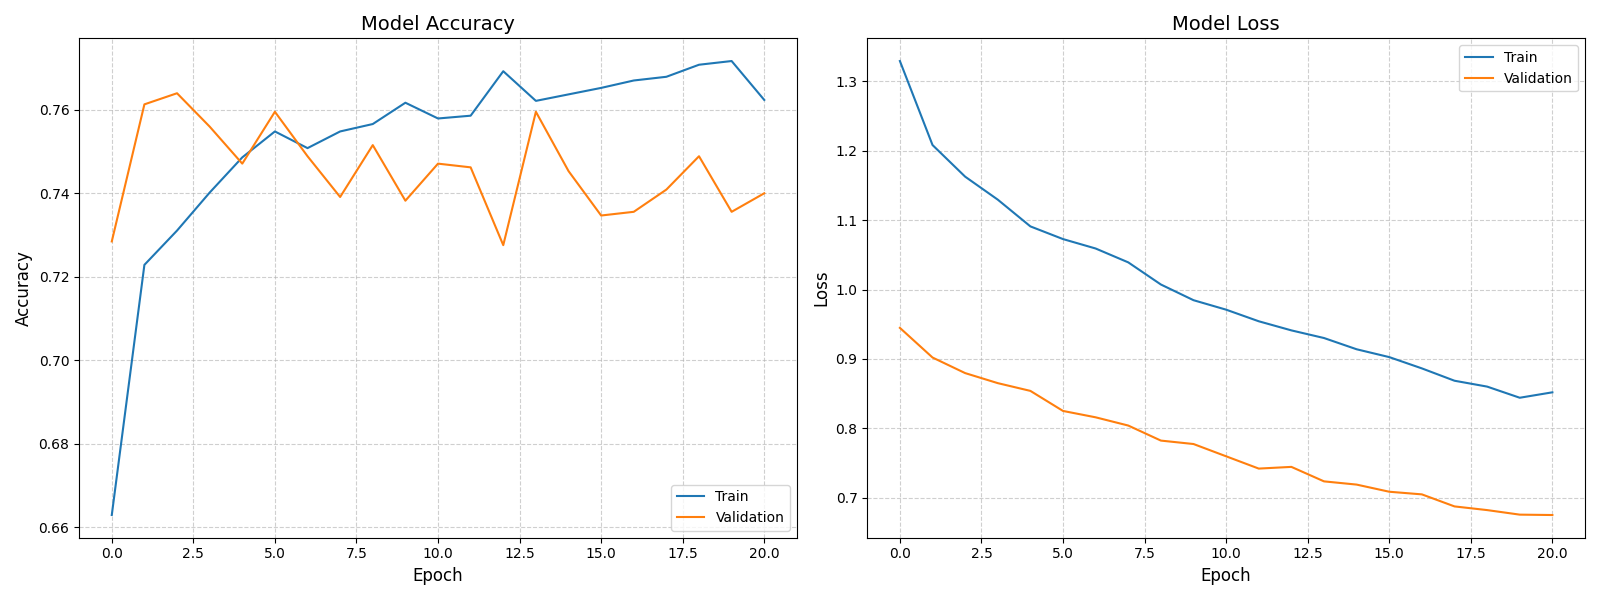 Model Accuracy
Accuracy
0.76
0.74
0.72
0.70
0.68
0.66
0.0 2.5 5.0 7.5 10.0 12.5 15.0 17.5 20.0
Epoch
Train
Validation
Model Loss
Loss
1.3
1.2
1.1
1.0
0.9
0.8
0.7
0.0 2.5 5.0 7.5 10.0 12.5 15.0 17.5 20.0
Epoch
Train
Validation